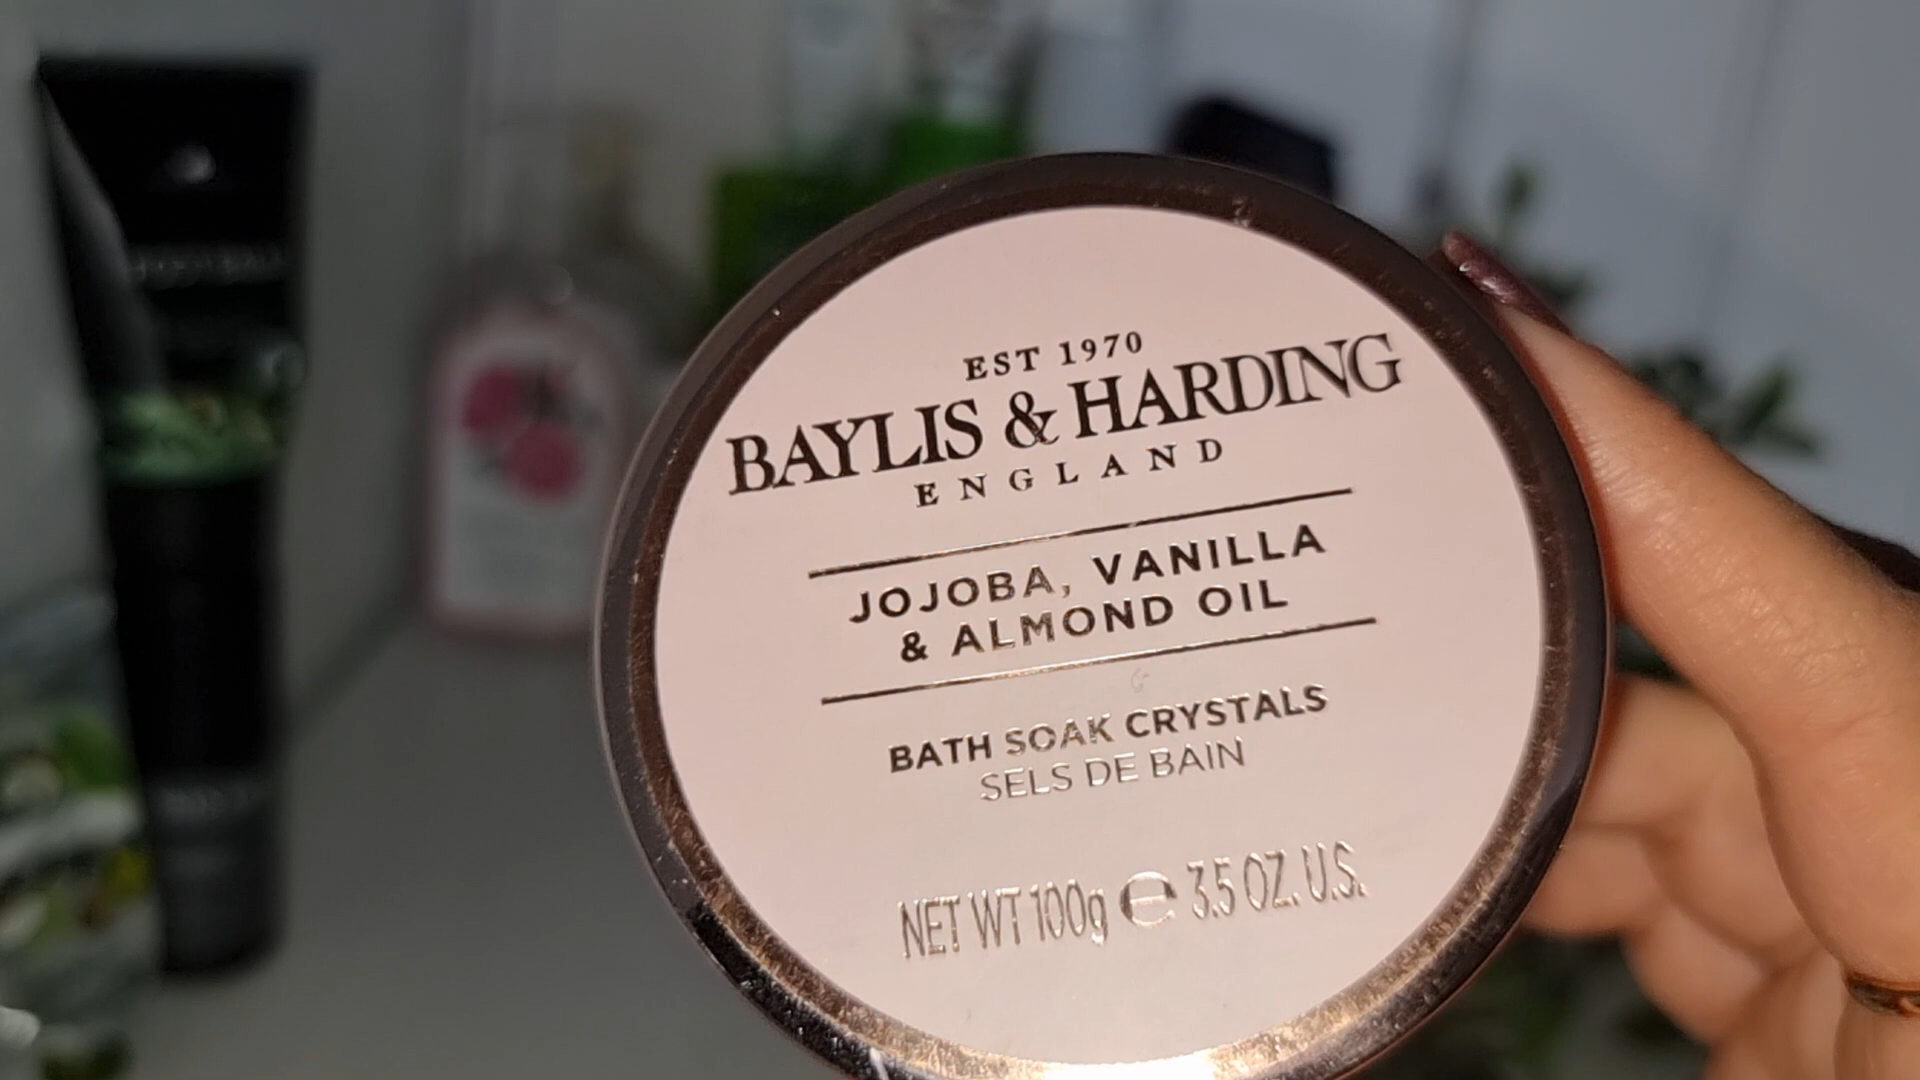 EST 1970
BAYLIS & HARDING
ENGLAND
JOJOBA, VANILLA
& ALMOND OIL
BATH SOAK CRYSTALS
SELS DE BAIN
NET WT 100g ℮ 3.5 OZ. U.S.